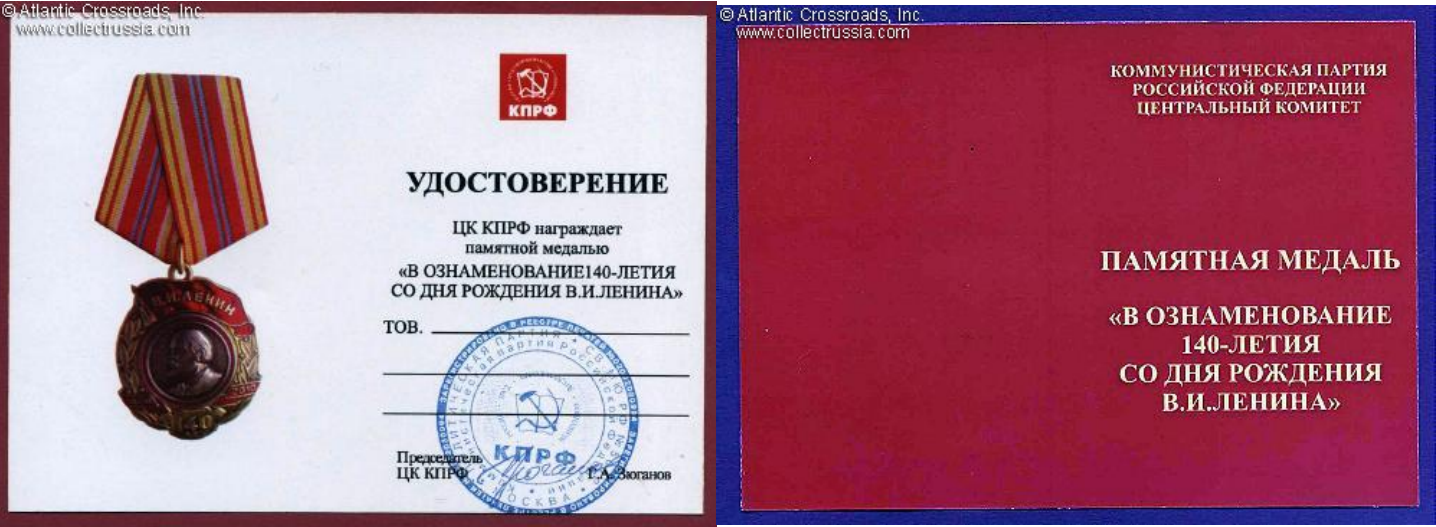 © Atlantic Crossroads, Inc.
www.collectrussia.com
КПРФ
УДОСТОВЕРЕНИЕ
ЦК КПРФ награждает
памятной медалью
«В ОЗНАМЕНОВАНИЕ140-ЛЕТИЯ
СО ДНЯ РОЖДЕНИЯ В.И.ЛЕНИНА»
ТОВ.
Председатель
ЦК КПРФ
Г.А. Зюганов
В.И.ЛЕНИН
140
КПРФ
МОСКВА
© Atlantic Crossroads, Inc.
www.collectrussia.com
КОММУНИСТИЧЕСКАЯ ПАРТИЯ
РОССИЙСКОЙ ФЕДЕРАЦИИ
ЦЕНТРАЛЬНЫЙ КОМИТЕТ
ПАМЯТНАЯ МЕДАЛЬ
«В ОЗНАМЕНОВАНИЕ
140-ЛЕТИЯ
СО ДНЯ РОЖДЕНИЯ
В.И.ЛЕНИНА»